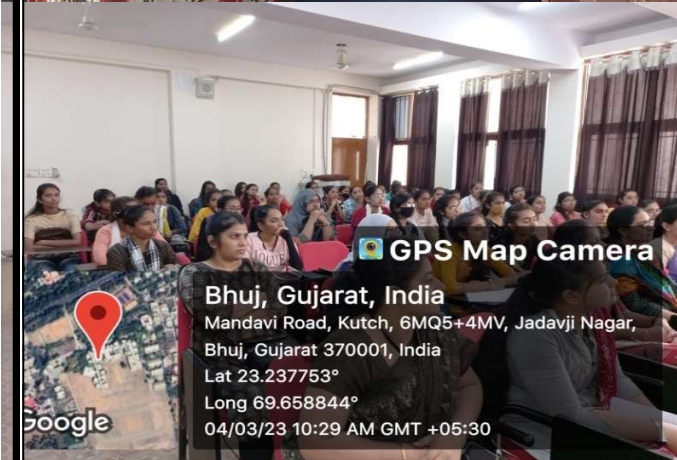 GPS Map Camera
Bhuj, Gujarat, India
Mandavi Road, Kutch, 6MQ5+4MV, Jadavji Nagar,
Bhuj, Gujarat 370001, India
Lat 23.237753°
Long 69.658844°
04/03/23 10:29 AM GMT +05:30
Google